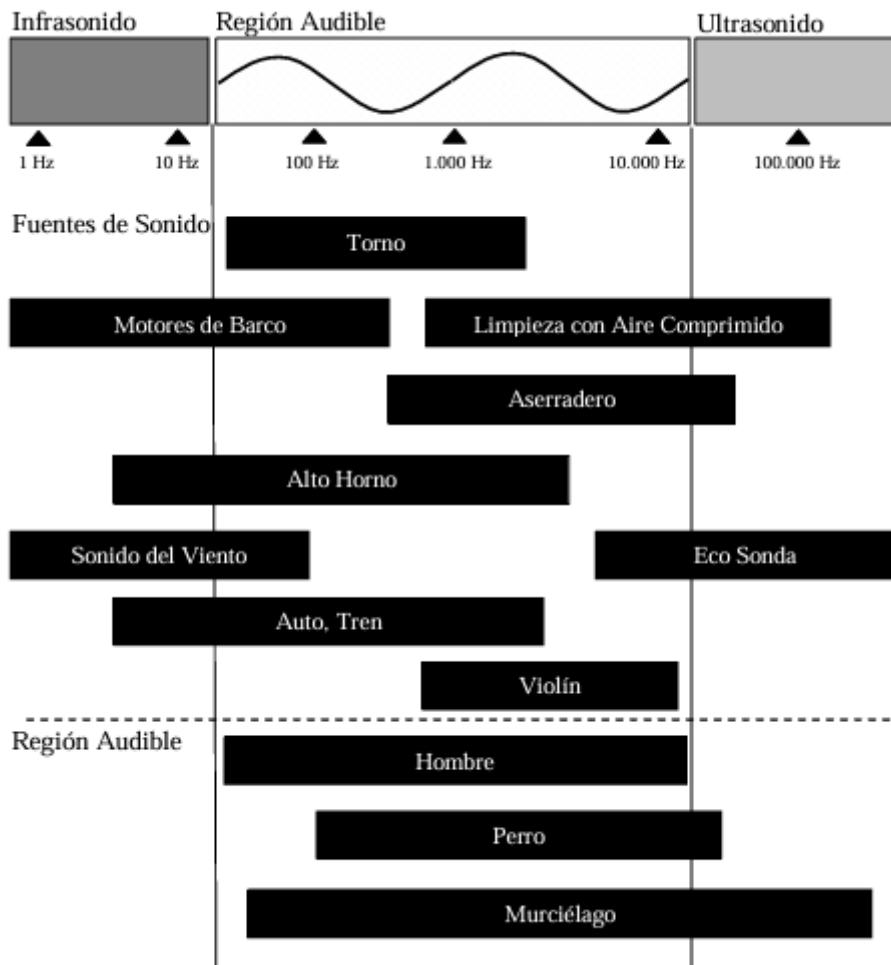 Infrasonido
Región Audible
Ultrasonido
1 Hz
10 Hz
100 Hz
1.000 Hz
10.000 Hz
100.000 Hz
Fuentes de Sonido
Torno
Motores de Barco
Limpieza con Aire Comprimido
Aserradero
Alto Horno
Sonido del Viento
Eco Sonda
Auto, Tren
Violín
Región Audible
Hombre
Perro
Murciélago